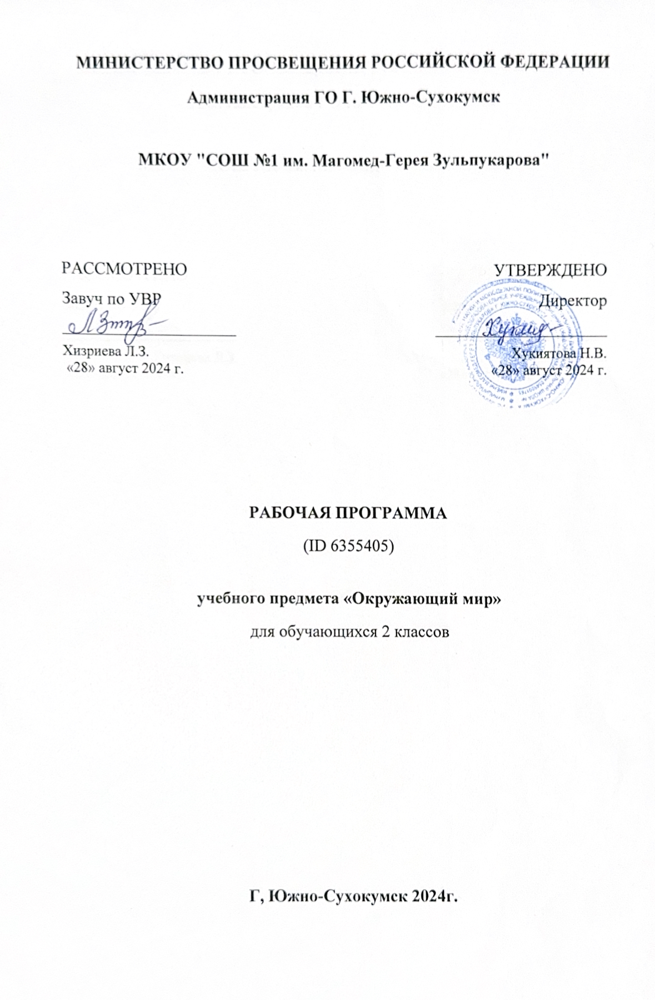 МИНИСТЕРСТВО ПРОСВЕЩЕНИЯ РОССИЙСКОЙ ФЕДЕРАЦИИ
Администрация ГО Г. Южно-Сухокумск
МКОУ "СОШ №1 им. Магомед-Герея Зульпукарова"
РАССМОТРЕНО
Завуч по УВР
Хизриева Л.З.
«28» август 2024 г.
УТВЕРЖДЕНО
Директор
Хукиятова Н.В.
«28» август 2024 г.
РАБОЧАЯ ПРОГРАММА
(ID 6355405)
учебного предмета «Окружающий мир»
для обучающихся 2 классов
Г, Южно-Сухокумск 2024г.